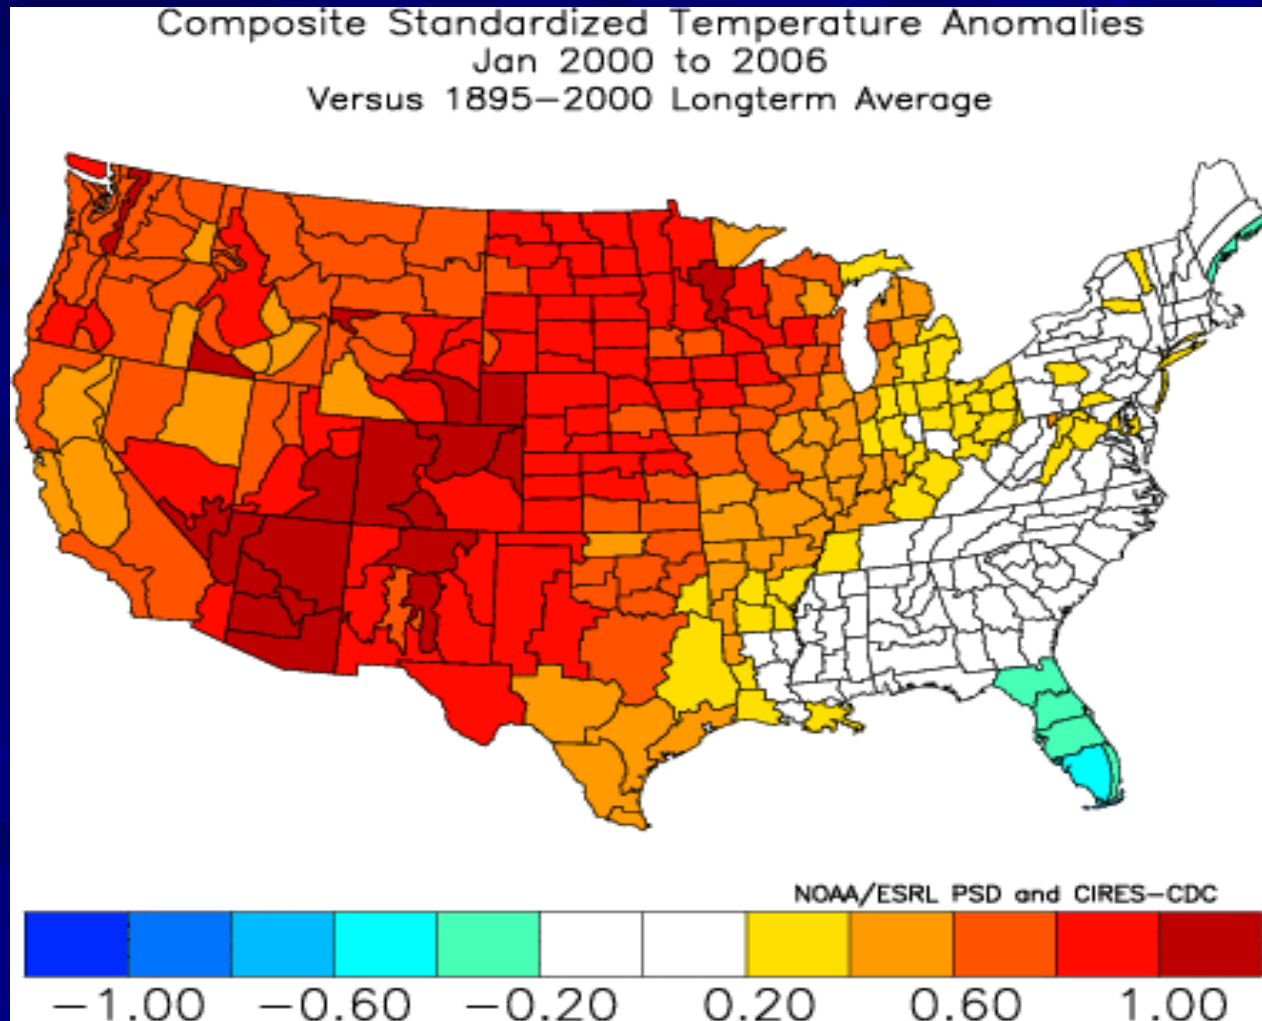 Composite Standardized Temperature Anomalies
Jan 2000 to 2006
Versus 1895-2000 Longterm Average
NOAA/ESRL PSD and CIRES-CDC
-1.00 -0.60 -0.20 0.20 0.60 1.00